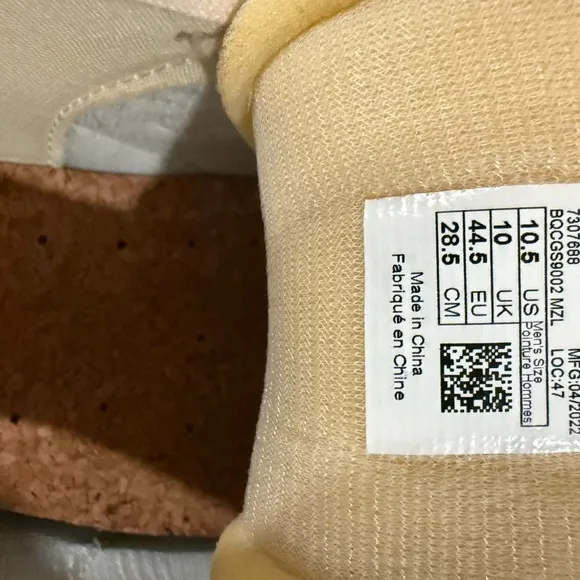 7307688 MFG:04/2022
BQCGS9002 MZL LOC:47
10.5 US Men's Size
Pointure Hommes
10 UK
44.5 EU
28.5 CM
Made in China
Fabriqué en Chine